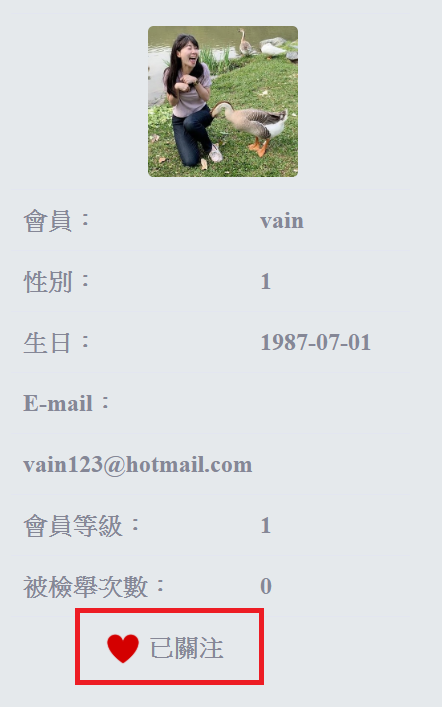 會員： vain
性別： 1
生日： 1987-07-01
E-mail：
vain123@hotmail.com
會員等級： 1
被檢舉次數： 0
已關注